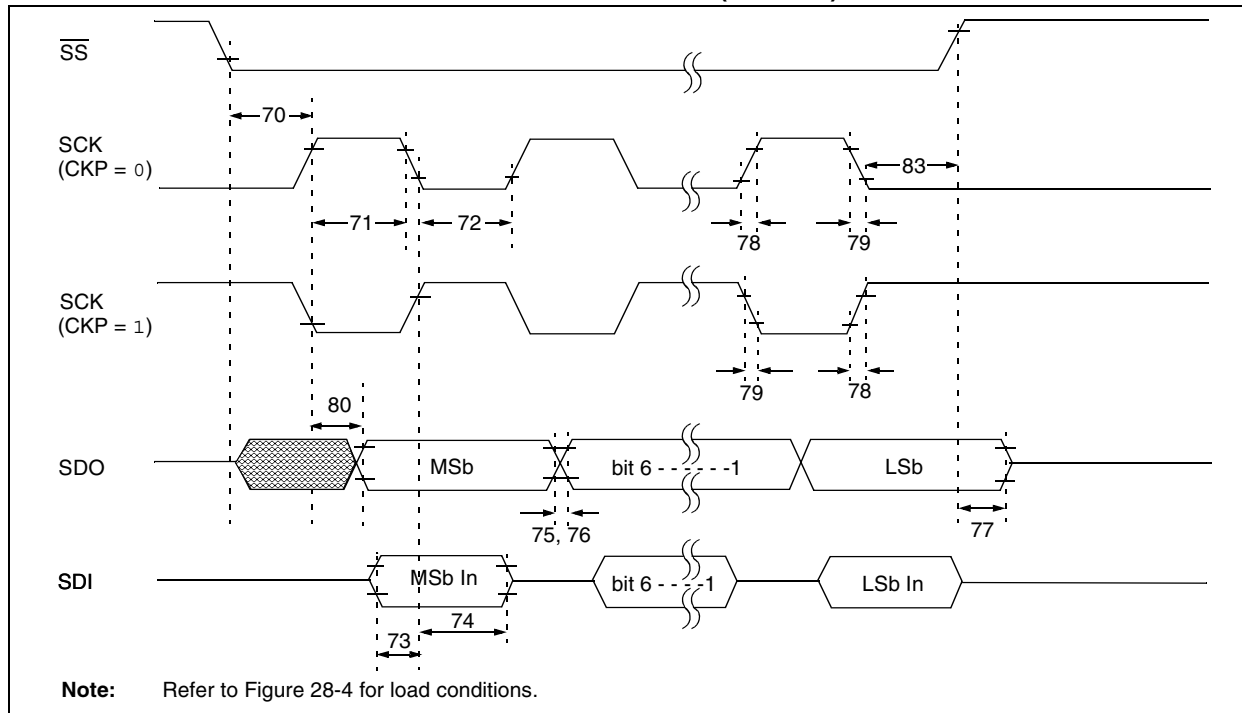 SS
70
SCK
(CKP = 0)
83
71
72
78
79
SCK
(CKP = 1)
79
78
80
SDO
MSb
bit 6 - - - - - -1
LSb
75, 76
77
SDI
MSb In
bit 6 - - - - -1
LSb In
74
73
Note: Refer to Figure 28-4 for load conditions.